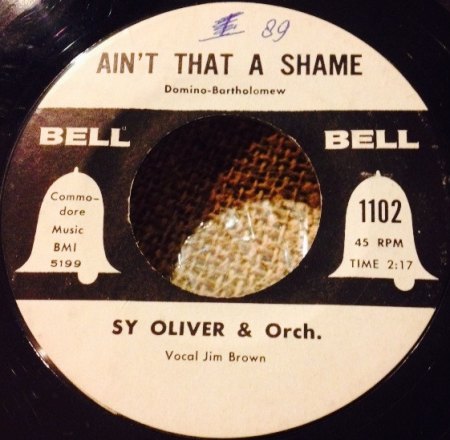 89
AIN'T THAT A SHAME
Domino-Bartholomew
BELL BELL
Commo-
dore
Music
BMI
5199
1102
45 RPM
TIME 2:17
SY OLIVER & Orch.
Vocal Jim Brown